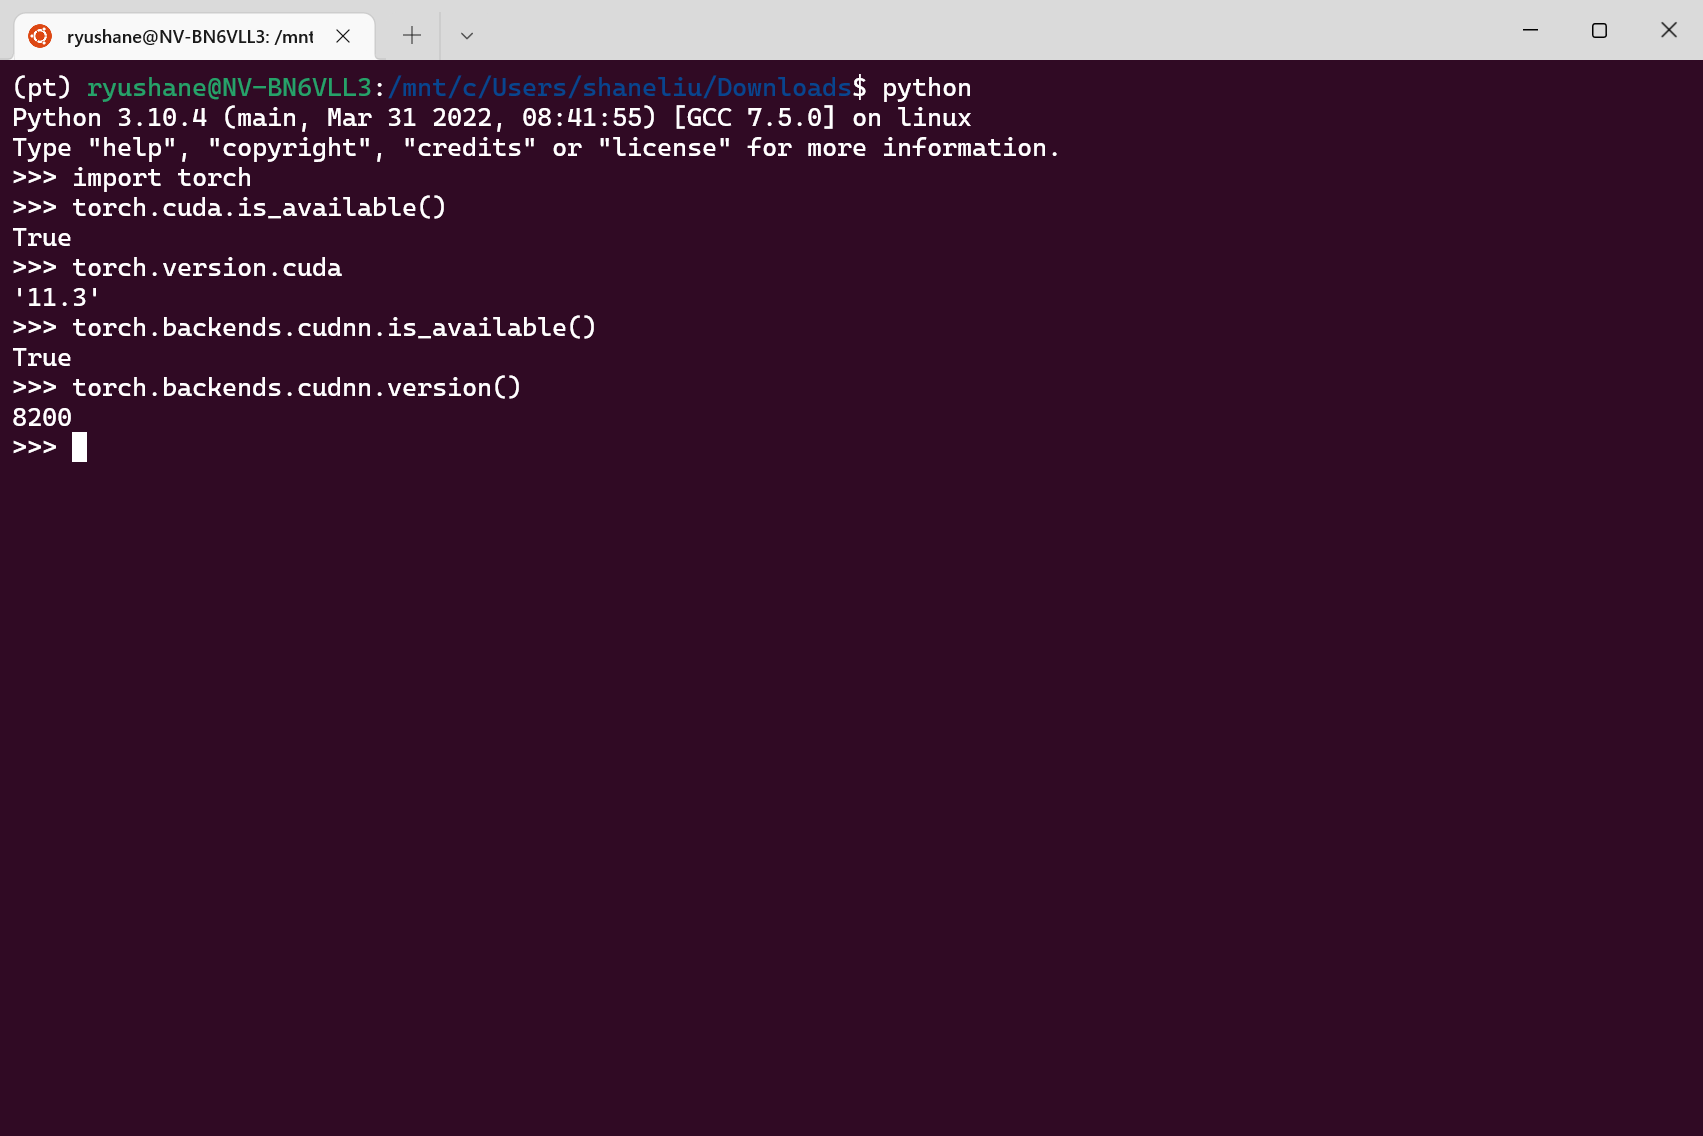 ryushane@NV-BN6VLL3: /mnt
(pt) ryushane@NV-BN6VLL3:/mnt/c/Users/shaneliu/Downloads$ python
Python 3.10.4 (main, Mar 31 2022, 08:41:55) [GCC 7.5.0] on linux
Type "help", "copyright", "credits" or "license" for more information.
>>> import torch
>>> torch.cuda.is_available()
True
>>> torch.version.cuda
'11.3'
>>> torch.backends.cudnn.is_available()
True
>>> torch.backends.cudnn.version()
8200
>>>